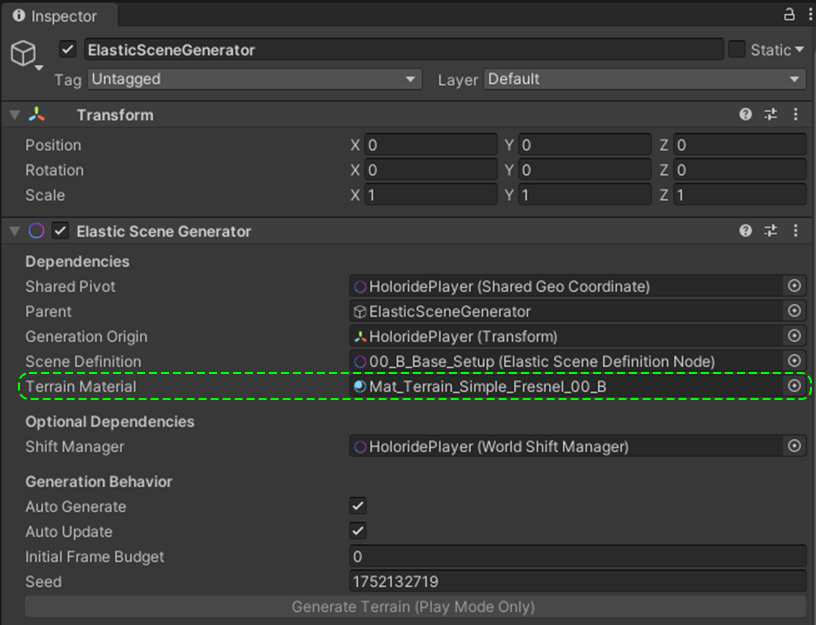 Inspector
ElasticSceneGenerator Static
Tag Untagged Layer Default
Transform
Position X 0 Y 0 Z 0
Rotation X 0 Y 0 Z 0
Scale X 1 Y 1 Z 1
Elastic Scene Generator
Dependencies
Shared Pivot HoloridePlayer (Shared Geo Coordinate)
Parent ElasticSceneGenerator
Generation Origin HoloridePlayer (Transform)
Scene Definition 00_B_Base_Setup (Elastic Scene Definition Node)
Terrain Material Mat_Terrain_Simple_Fresnel_00_B
Optional Dependencies
Shift Manager HoloridePlayer (World Shift Manager)
Generation Behavior
Auto Generate
Auto Update
Initial Frame Budget 0
Seed 1752132719
Generate Terrain (Play Mode Only)